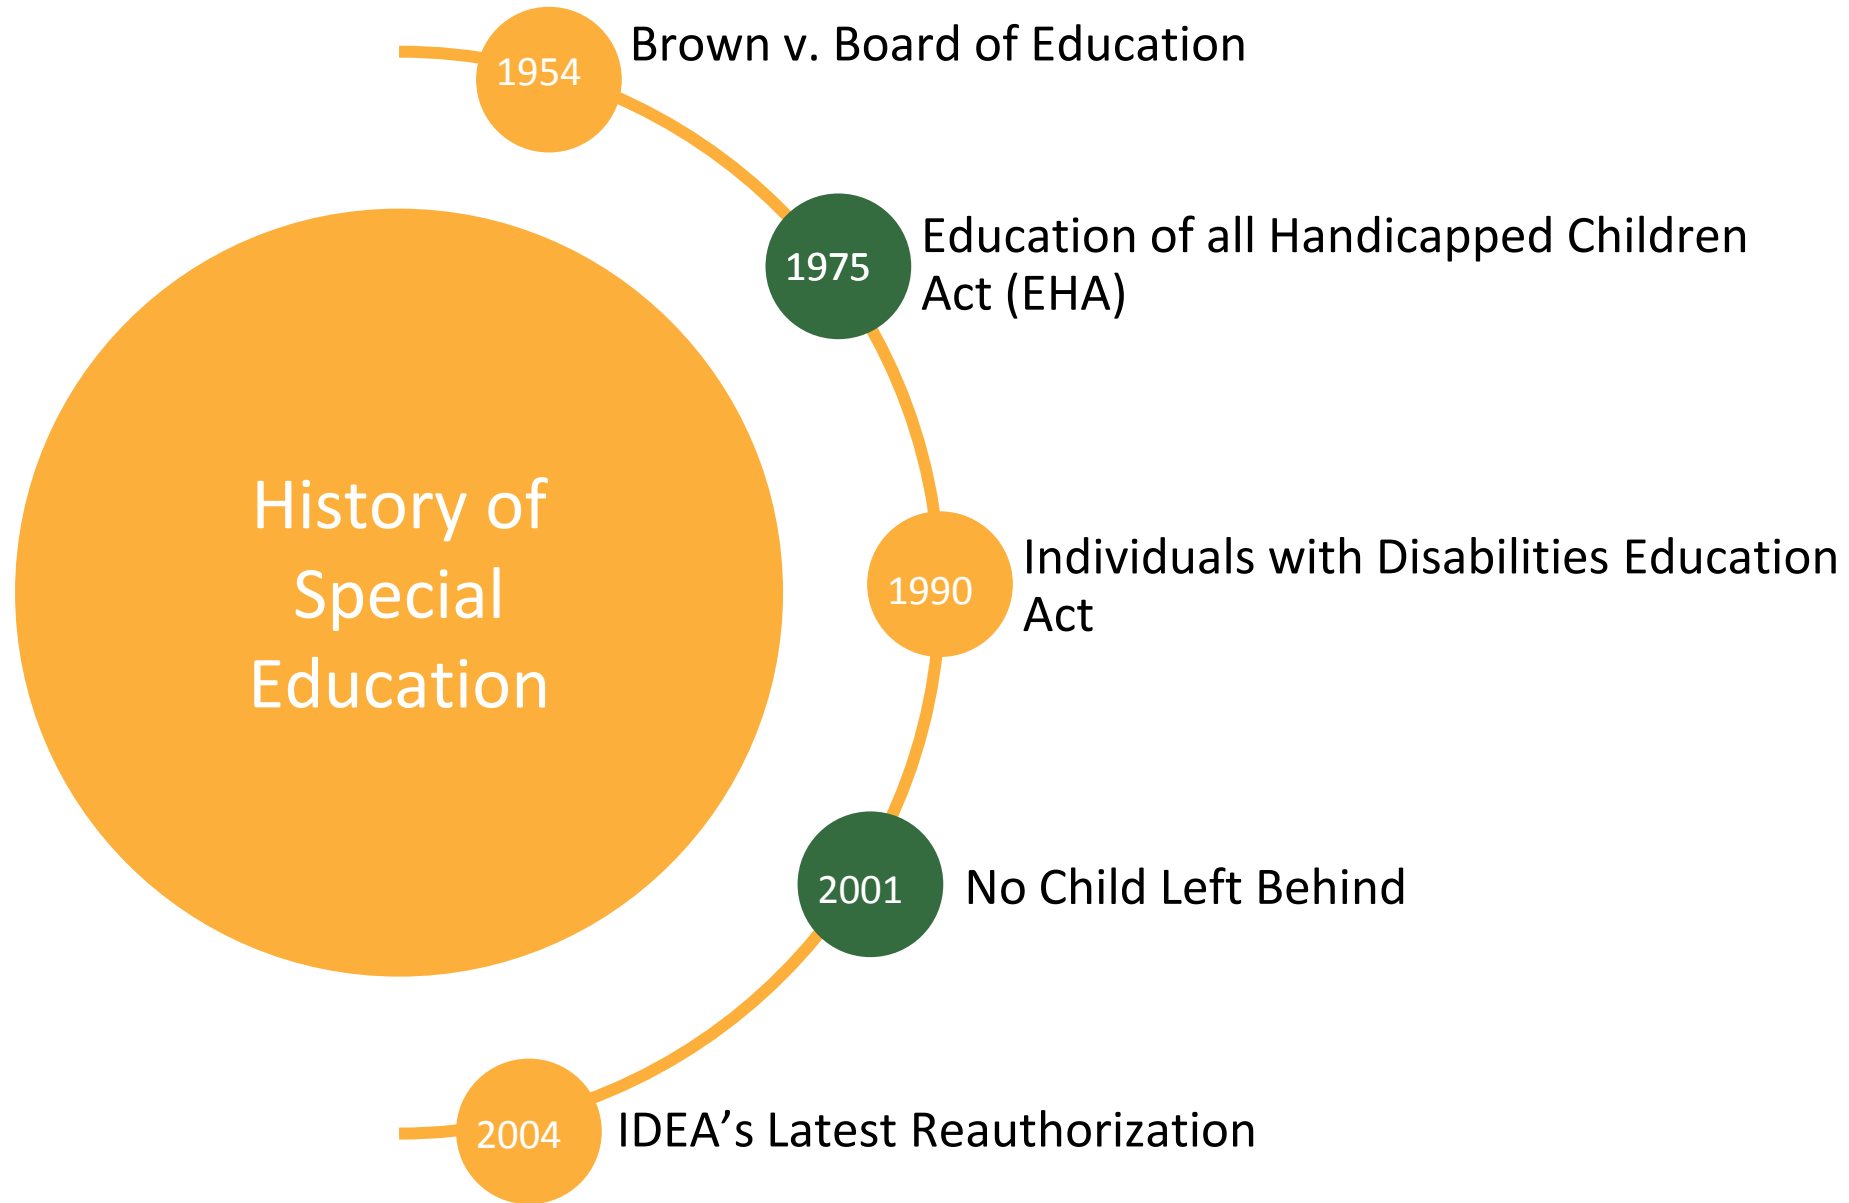 1954
Brown v. Board of Education
1975
Education of all Handicapped Children
Act (EHA)
History of
Special
Education
1990
Individuals with Disabilities Education
Act
2001
No Child Left Behind
2004
IDEA’s Latest Reauthorization